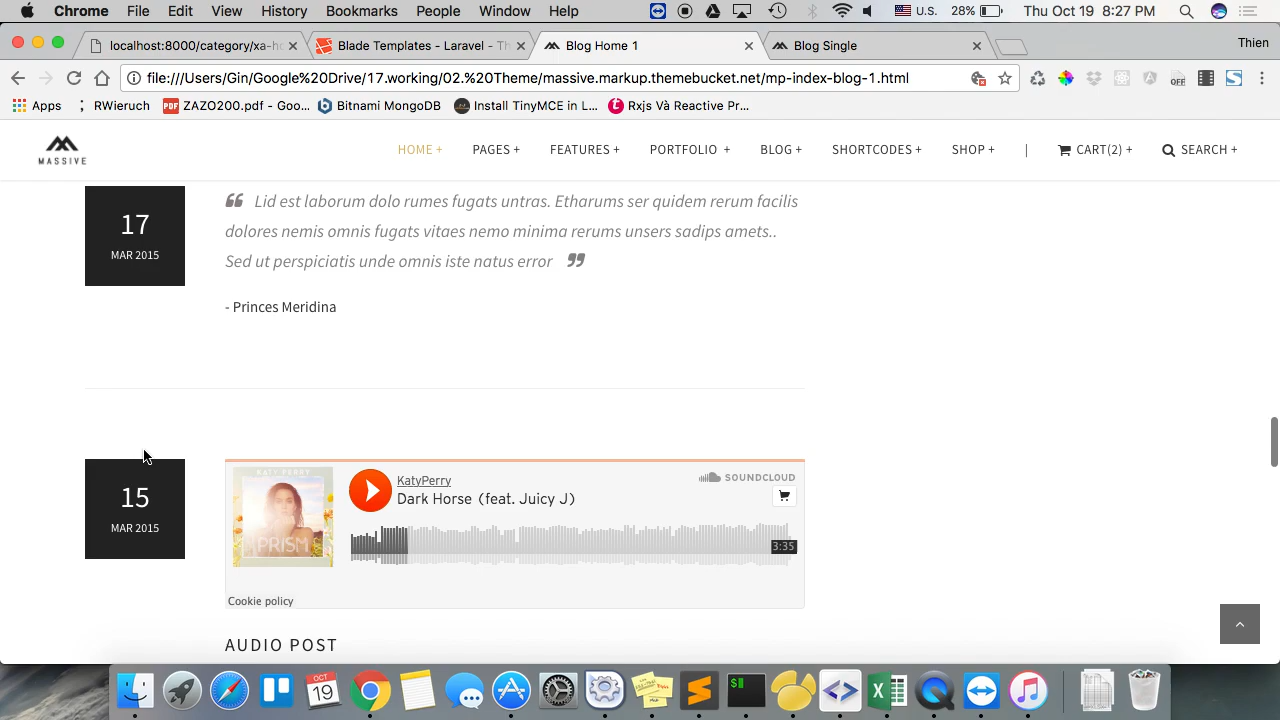 Chrome File Edit View History Bookmarks People Window Help U.S. 28% Thu Oct 19 8:27 PM
localhost:8000/category/xa-h Blade Templates - Laravel - Th Blog Home 1 Blog Single Thien
file:///Users/Gin/Google%20Drive/17.working/02.%20Theme/massive.markup.themebucket.net/mp-index-blog-1.html OFF
Apps RWieruch PDF ZAZO200.pdf - Goo... Bitnami MongoDB Install TinyMCE in L... Rxjs Và Reactive Pr...
MASSIVE
HOME + PAGES + FEATURES + PORTFOLIO + BLOG + SHORTCODES + SHOP + | CART(2) + SEARCH +
17
MAR 2015
“ Lid est laborum dolo rumes fugats untras. Etharums ser quidem rerum facilis
dolores nemis omnis fugats vitaes nemo minima rerums unsers sadips amets..
Sed ut perspiciatis unde omnis iste natus error ”
- Princes Meridina
15
MAR 2015
KATY PERRY
PRISM
KatyPerry
Dark Horse (feat. Juicy J)
SOUNDCLOUD
3:35
Cookie policy
AUDIO POST
OCT
19